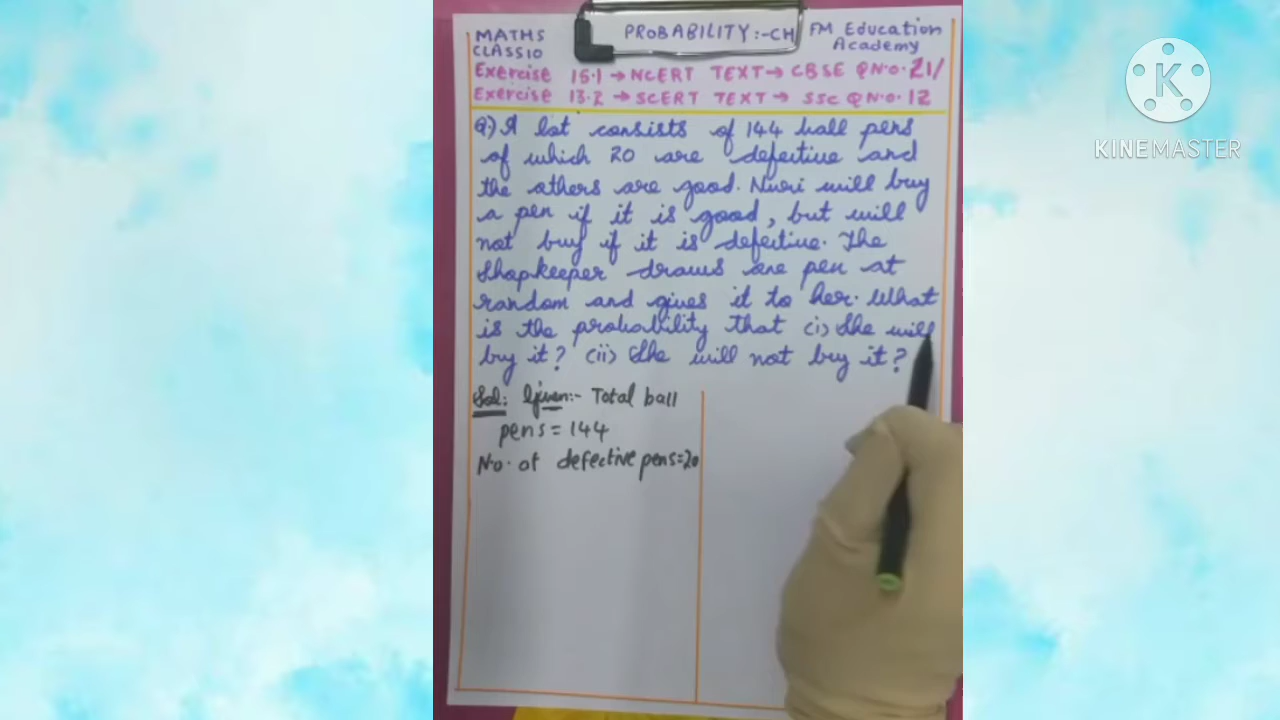 MATHS
CLASS10
PROBABILITY:-CH
FM Education
Academy
Exercise 15.1→NCERT TEXT→CBSE QN.O.21/
Exercise 13.2→SCERT TEXT→ SSC QN.O.12
Q) A lot consists of 144 ball pens
of which 20 are defective and
the others are good. Nuri will buy
a pen if it is good, but will
not buy if it is defective. The
Shopkeeper draws one pen at
random and gives it to her. What
is the probability that (i) She will
buy it? (ii) She will not buy it?
Sol: Given:- Total ball
pens = 144
N.o. of defective pens=20
K
KINEMASTER